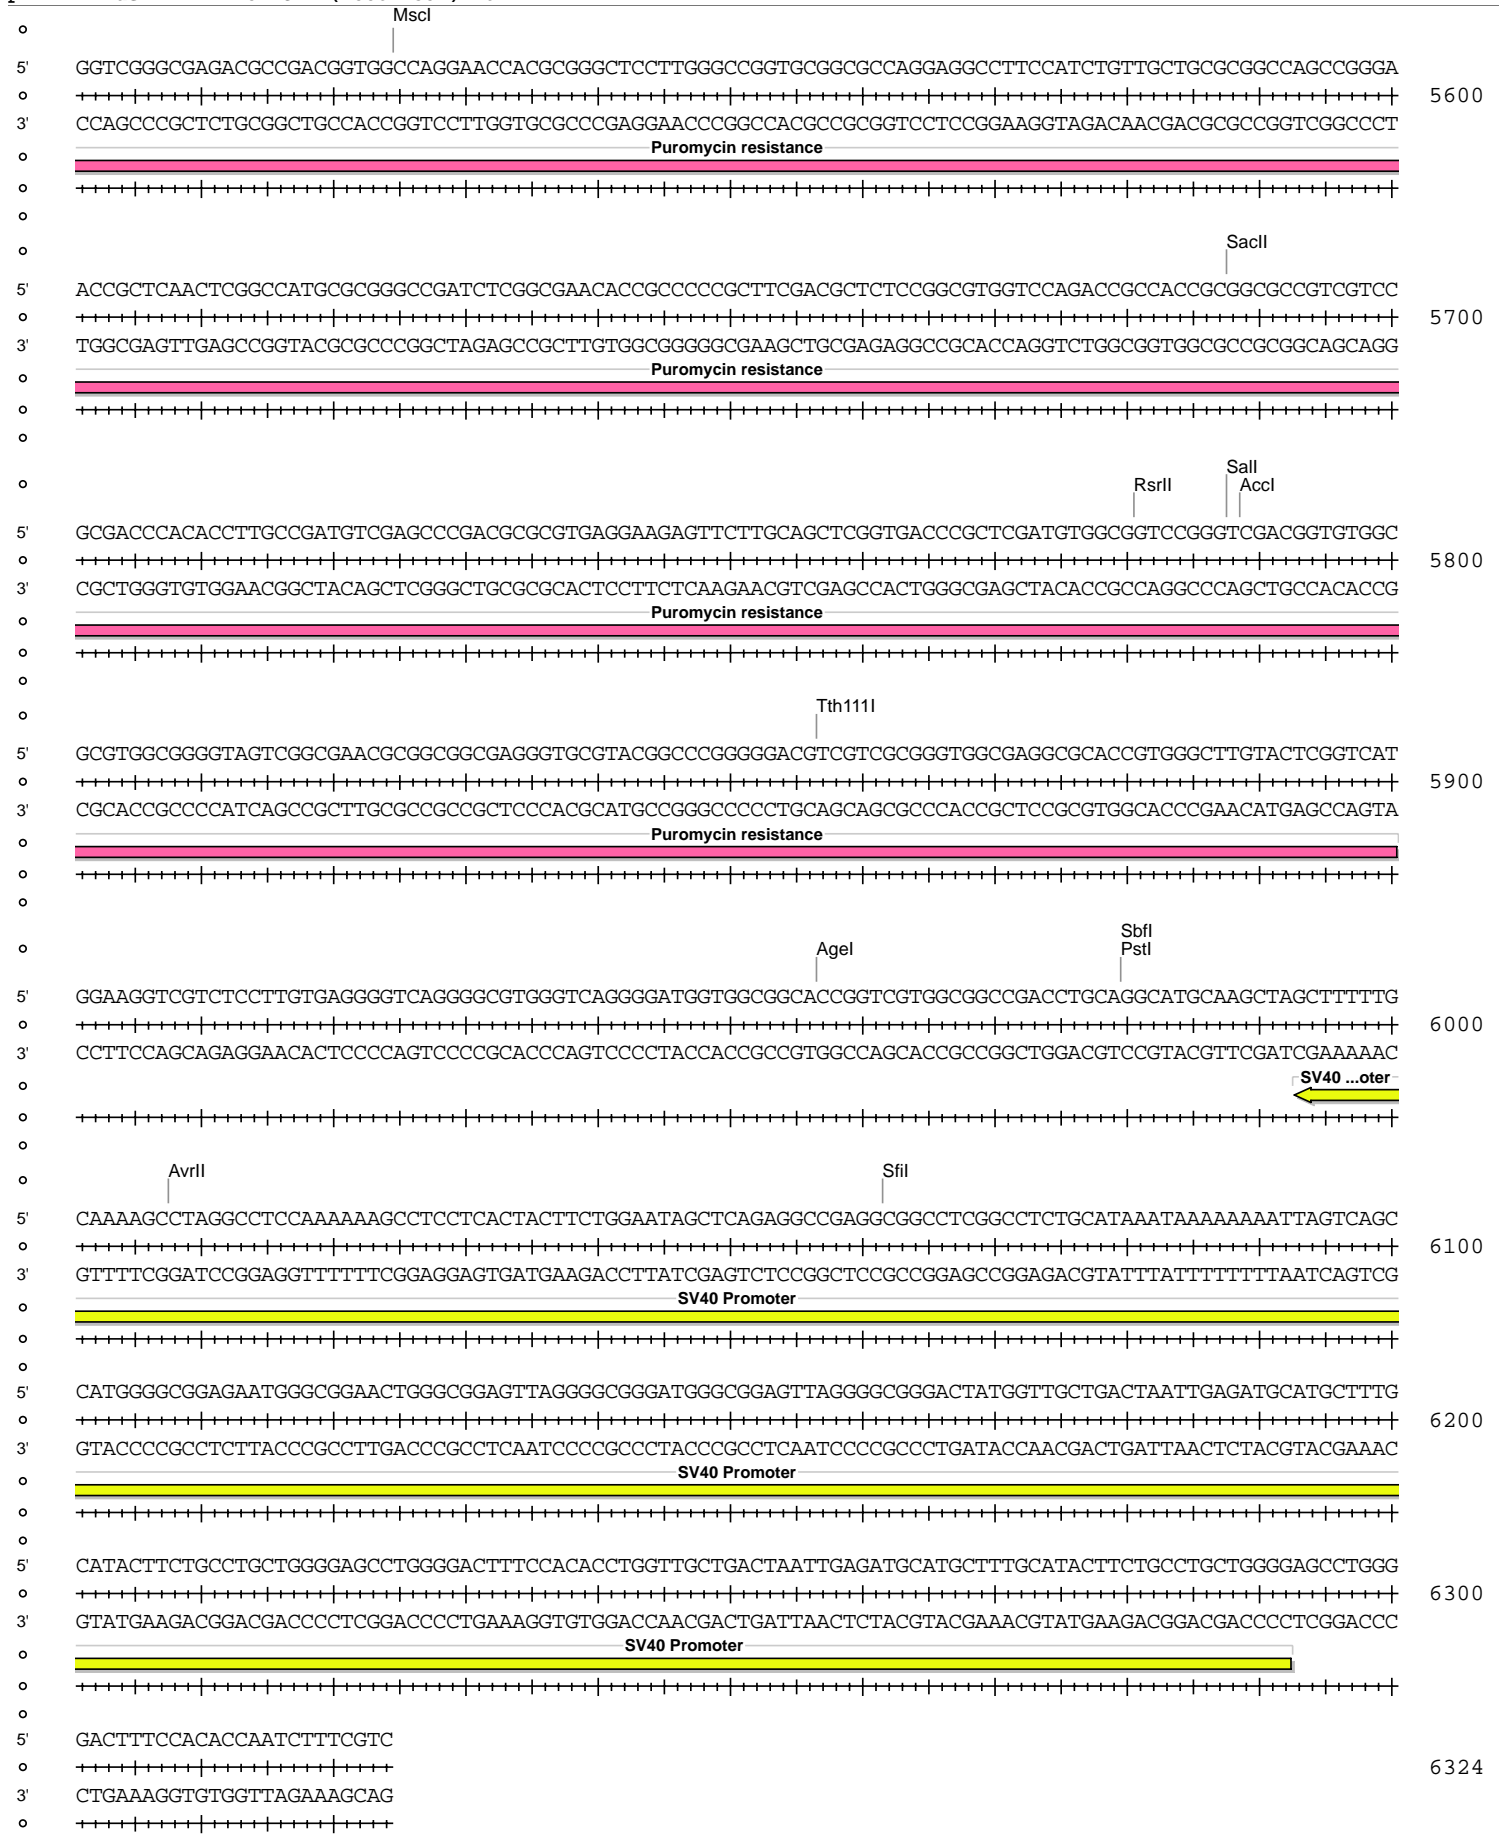 MscI
5' GGTCGGGCGAGACGCCGACGGTGGCCAGGAACCACGCGGGCTCCTTGGGCCGGTGCGGCGCCAGGAGGCCTTCCATCTGTTGCTGCGCGGCCAGCCGGGA
5600
3' CCAGCCCGCTCTGCGGCTGCCACCGGTCCTTGGTGCGCCCGAGGAACCCGGCCACGCCGCGGTCCTCCGGAAGGTAGACAACGACGCGCCGGTCGGCCCT
Puromycin resistance
SacII
5' ACCGCTCAACTCGGCCATGCGCGGGCCGATCTCGGCGAACACCGCCCCCGCTTCGACGCTCTCCGGCGTGGTCCAGACCGCCACCGCGGCGCCGTCGTCC
5700
3' TGGCGAGTTGAGCCGGTACGCGCCCGGCTAGAGCCGCTTGTGGCGGGGGCGAAGCTGCGAGAGGCCGCACCAGGTCTGGCGGTGGCGCCGCGGCAGCAGG
Puromycin resistance
SalI
RsrII AccI
5' GCGACCCACACCTTGCCGATGTCGAGCCCGACGCGCGTGAGGAAGAGTTCTTGCAGCTCGGTGACCCGCTCGATGTGGCGGTCCGGGTCGACGGTGTGGC
5800
3' CGCTGGGTGTGGAACGGCTACAGCTCGGGCTGCGCGCACTCCTTCTCAAGAACGTCGAGCCACTGGGCGAGCTACACCGCCAGGCCCAGCTGCCACACCG
Puromycin resistance
Tth111I
5' GCGTGGCGGGGTAGTCGGCGAACGCGGCGGCGAGGGTGCGTACGGCCCGGGGGACGTCGTCGCGGGTGGCGAGGCGCACCGTGGGCTTGTACTCGGTCAT
5900
3' CGCACCGCCCCATCAGCCGCTTGCGCCGCCGCTCCCACGCATGCCGGGCCCCCTGCAGCAGCGCCCACCGCTCCGCGTGGCACCCGAACATGAGCCAGTA
Puromycin resistance
SbfI
AgeI PstI
5' GGAAGGTCGTCTCCTTGTGAGGGGTCAGGGGCGTGGGTCAGGGGATGGTGGCGGCACCGGTCGTGGCGGCCGACCTGCAGGCATGCAAGCTAGCTTTTTG
6000
3' CCTTCCAGCAGAGGAACACTCCCCAGTCCCCGCACCCAGTCCCCTACCACCGCCGTGGCCAGCACCGCCGGCTGGACGTCCGTACGTTCGATCGAAAAAC
SV40 ...oter
AvrII SfiI
5' CAAAAGCCTAGGCCTCCAAAAAAGCCTCCTCACTACTTCTGGAATAGCTCAGAGGCCGAGGCGGCCTCGGCCTCTGCATAAATAAAAAAAATTAGTCAGC
6100
3' GTTTTCGGATCCGGAGGTTTTTTCGGAGGAGTGATGAAGACCTTATCGAGTCTCCGGCTCCGCCGGAGCCGGAGACGTATTTATTTTTTTTAATCAGTCG
SV40 Promoter
5' CATGGGGCGGAGAATGGGCGGAACTGGGCGGAGTTAGGGGCGGGATGGGCGGAGTTAGGGGCGGGACTATGGTTGCTGACTAATTGAGATGCATGCTTTG
6200
3' GTACCCCGCCTCTTACCCGCCTTGACCCGCCTCAATCCCCGCCCTACCCGCCTCAATCCCCGCCCTGATACCAACGACTGATTAACTCTACGTACGAAAC
SV40 Promoter
5' CATACTTCTGCCTGCTGGGGAGCCTGGGGACTTTCCACACCTGGTTGCTGACTAATTGAGATGCATGCTTTGCATACTTCTGCCTGCTGGGGAGCCTGGG
6300
3' GTATGAAGACGGACGACCCCTCGGACCCCTGAAAGGTGTGGACCAACGACTGATTAACTCTACGTACGAAACGTATGAAGACGGACGACCCCTCGGACCC
SV40 Promoter
5' GACTTTCCACACCAATCTTTCGTC
6324
3' CTGAAAGGTGTGGTTAGAAAGCAG